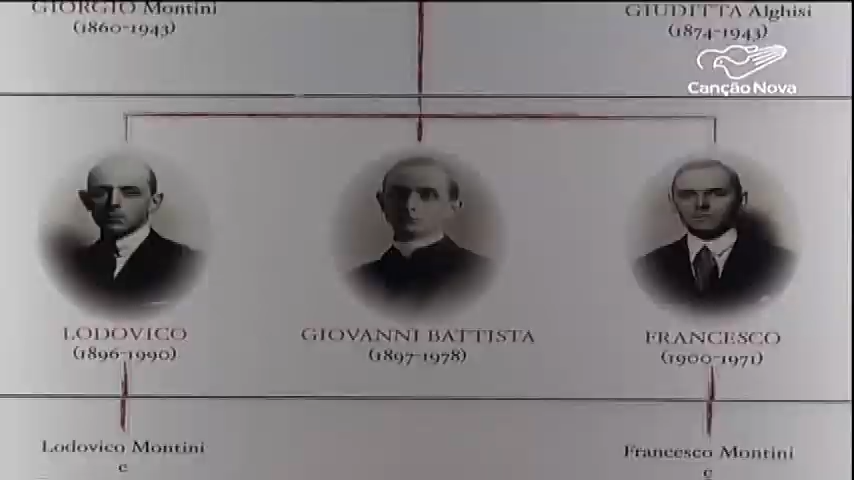 GIORGIO Montini
(1860-1943)
GIUDITTA Alghisi
(1874-1943)
Canção Nova
LODOVICO
(1896-1990)
GIOVANNI BATTISTA
(1897-1978)
FRANCESCO
(1900-1971)
Lodovico Montini
c
Francesco Montini
c